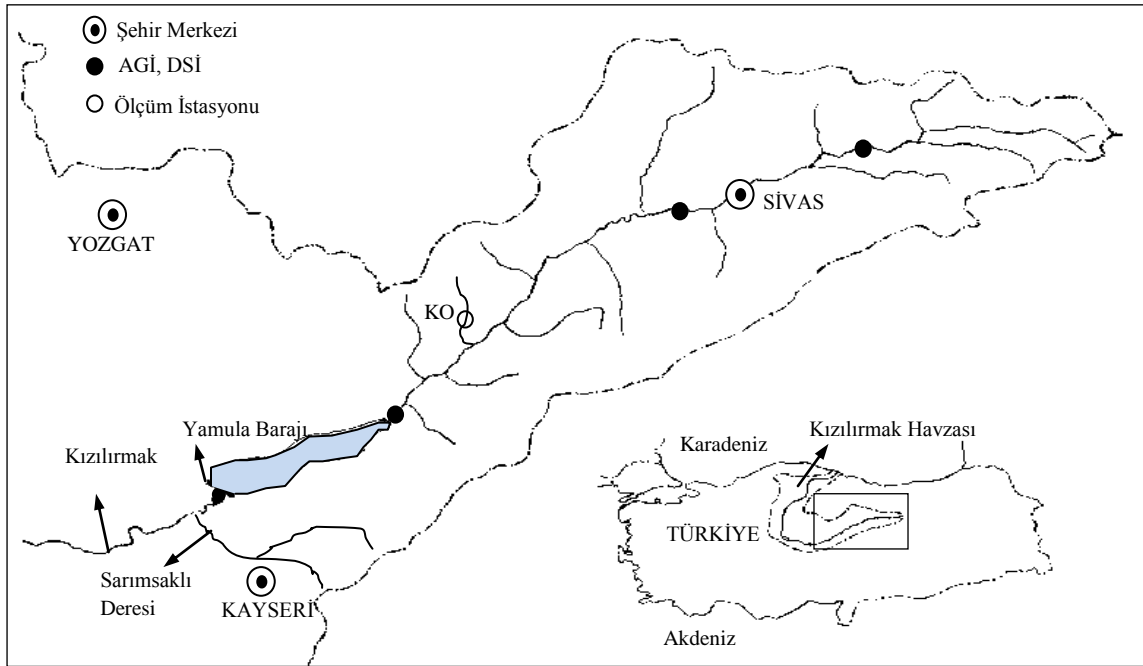 Şehir Merkezi
AGİ, DSİ
Ölçüm İstasyonu
SİVAS
YOZGAT
KO
Yamula Barajı
Kızılırmak
Karadeniz
Kızılırmak Havzası
TÜRKİYE
Sarımsaklı
Deresi
KAYSERİ
Akdeniz